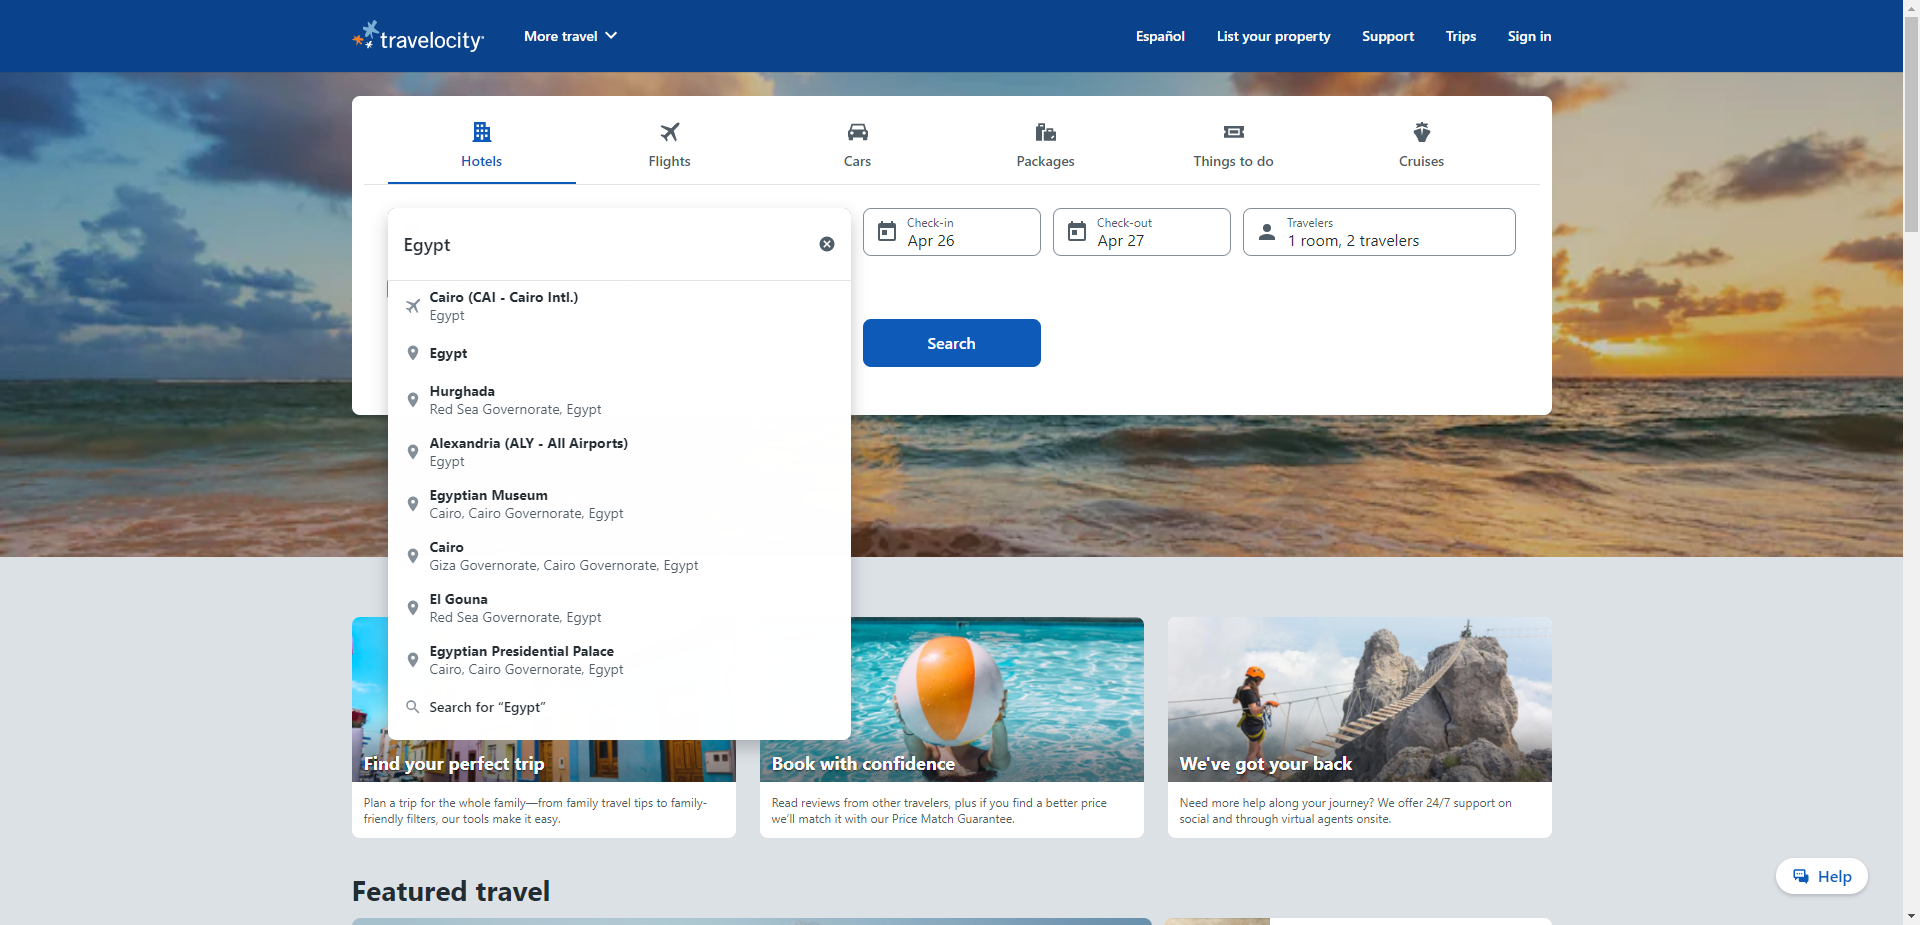 travelocity
More travel
Español
List your property
Support
Trips
Sign in
Hotels
Flights
Cars
Packages
Things to do
Cruises
Egypt
Check-in
Apr 26
Check-out
Apr 27
Travelers
1 room, 2 travelers
Cairo (CAI - Cairo Intl.)
Egypt
Egypt
Hurghada
Red Sea Governorate, Egypt
Alexandria (ALY - All Airports)
Egypt
Egyptian Museum
Cairo, Cairo Governorate, Egypt
Cairo
Giza Governorate, Cairo Governorate, Egypt
El Gouna
Red Sea Governorate, Egypt
Egyptian Presidential Palace
Cairo, Cairo Governorate, Egypt
Search for “Egypt”
Search
Find your perfect trip
Plan a trip for the whole family—from family travel tips to family-
friendly filters, our tools make it easy.
Book with confidence
Read reviews from other travelers, plus if you find a better price
we’ll match it with our Price Match Guarantee.
We've got your back
Need more help along your journey? We offer 24/7 support on
social and through virtual agents onsite.
Featured travel
Help